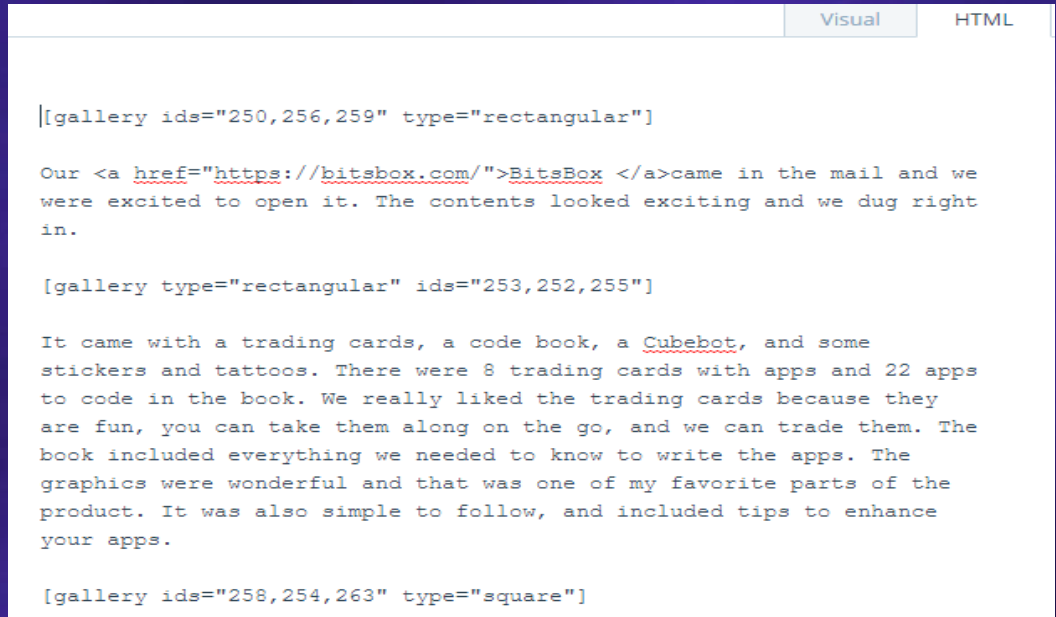 Visual HTML
[gallery ids="250,256,259" type="rectangular"]
Our <a href="https://bitsbox.com/">BitsBox </a>came in the mail and we
were excited to open it. The contents looked exciting and we dug right
in.
[gallery type="rectangular" ids="253,252,255"]
It came with a trading cards, a code book, a Cubebot, and some
stickers and tattoos. There were 8 trading cards with apps and 22 apps
to code in the book. We really liked the trading cards because they
are fun, you can take them along on the go, and we can trade them. The
book included everything we needed to know to write the apps. The
graphics were wonderful and that was one of my favorite parts of the
product. It was also simple to follow, and included tips to enhance
your apps.
[gallery ids="258,254,263" type="square"]